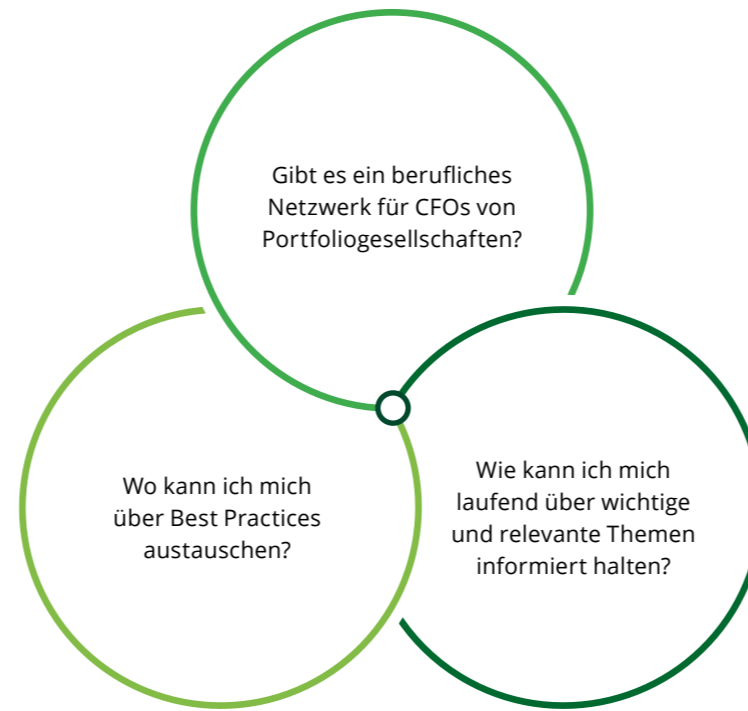 Gibt es ein berufliches
Netzwerk für CFOs von
Portfoliogesellschaften?
Wo kann ich mich
über Best Practices
austauschen?
Wie kann ich mich
laufend über wichtige
und relevante Themen
informiert halten?